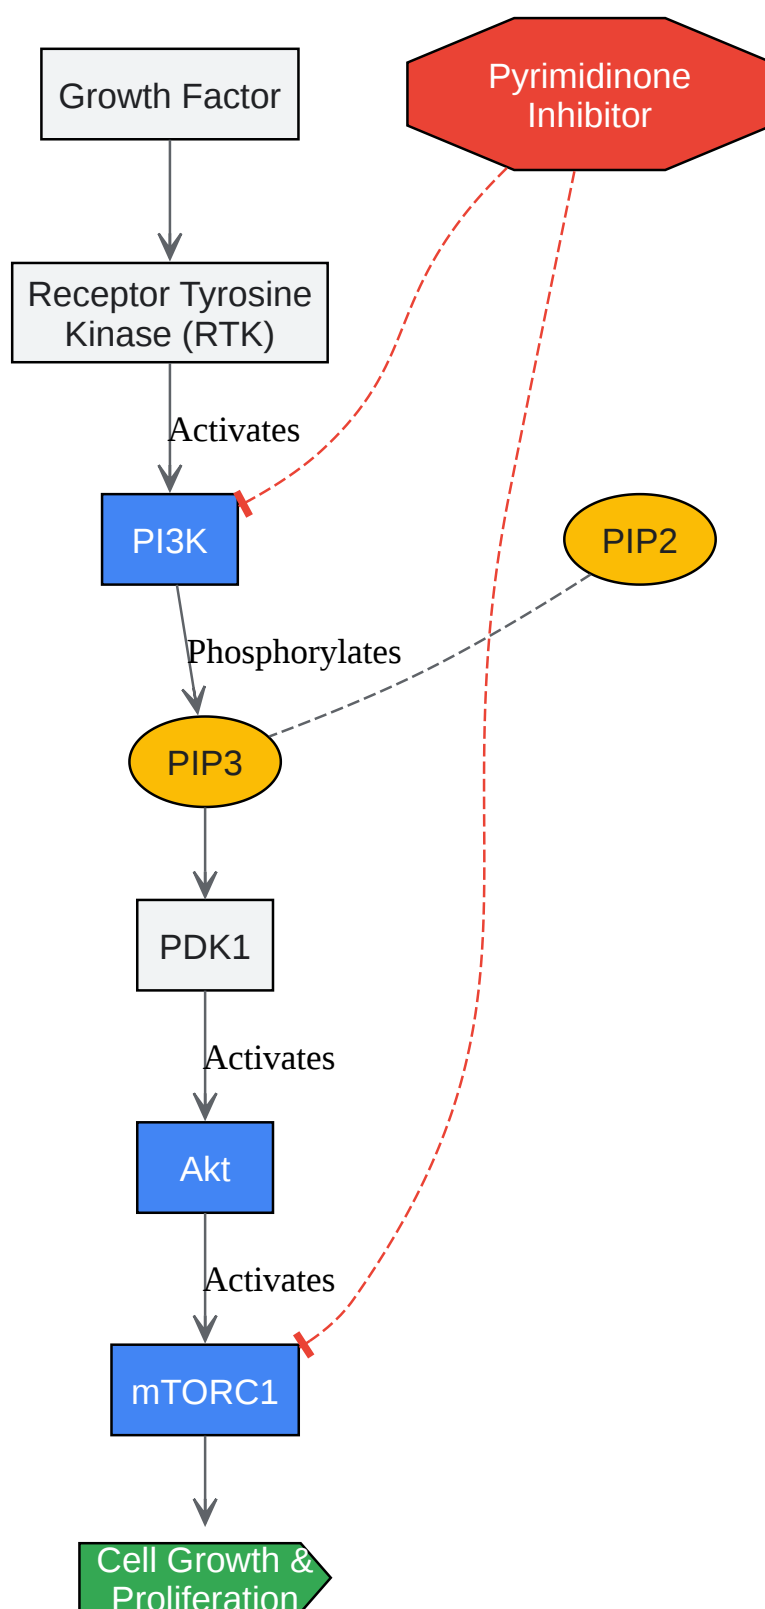 Growth Factor
Pyrimidinone
Inhibitor
Receptor Tyrosine
Kinase (RTK)
Activates
PI3K
PIP2
Phosphorylates
PIP3
PDK1
Activates
Akt
Activates
mTORC1
Cell Growth &
Proliferation